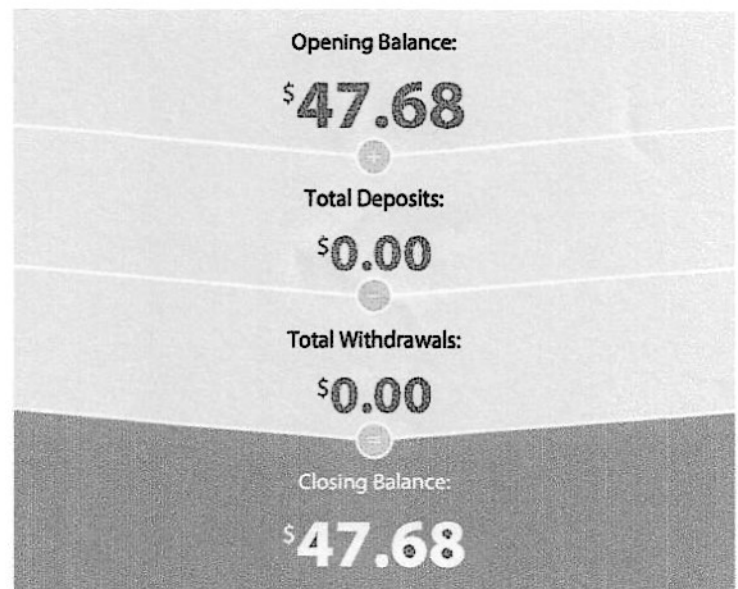 Opening Balance:
$47.68
+
Total Deposits:
$0.00
−
Total Withdrawals:
$0.00
=
Closing Balance:
$47.68